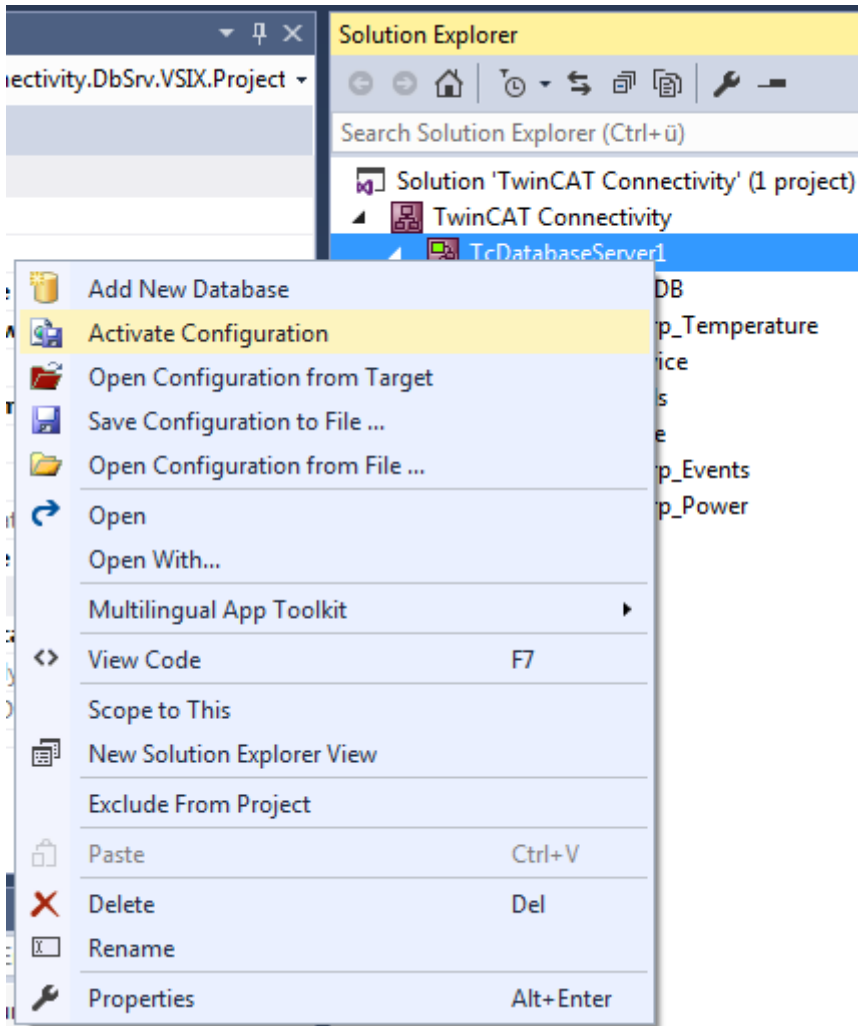 Solution Explorer
nectivity.DbSrv.VSIX.Project
Search Solution Explorer (Ctrl+ü)
Solution 'TwinCAT Connectivity' (1 project)
TwinCAT Connectivity
TcDatabaseServer1
Add New Database
DB
Activate Configuration
rp_Temperature
Open Configuration from Target
ice
Save Configuration to File ...
ls
e
Open Configuration from File ...
rp_Events
Open
rp_Power
Open With...
Multilingual App Toolkit
View Code F7
Scope to This
New Solution Explorer View
Exclude From Project
Paste Ctrl+V
Delete Del
Rename
Properties Alt+Enter